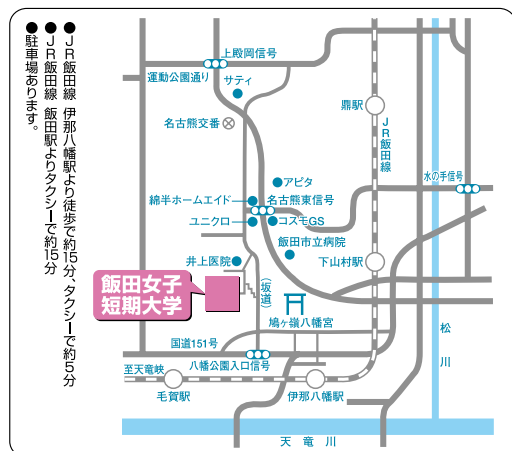 ●JR飯田線 伊那八幡駅より徒歩で約15分、タクシーで約5分
●JR飯田線 飯田駅よりタクシーで約15分
●駐車場あります。
上殿岡信号
運動公園通り
サティ
名古熊交番
鼎駅
JR飯田線
水の手信号
アピタ
綿半ホームエイド
名古熊東信号
ユニクロ
コスモGS
飯田市立病院
井上医院
下山村駅
飯田女子
短期大学
(坂道)
鳩ヶ嶺八幡宮
国道151号
松川
至天竜峡
八幡公園入口信号
毛賀駅
伊那八幡駅
天竜川